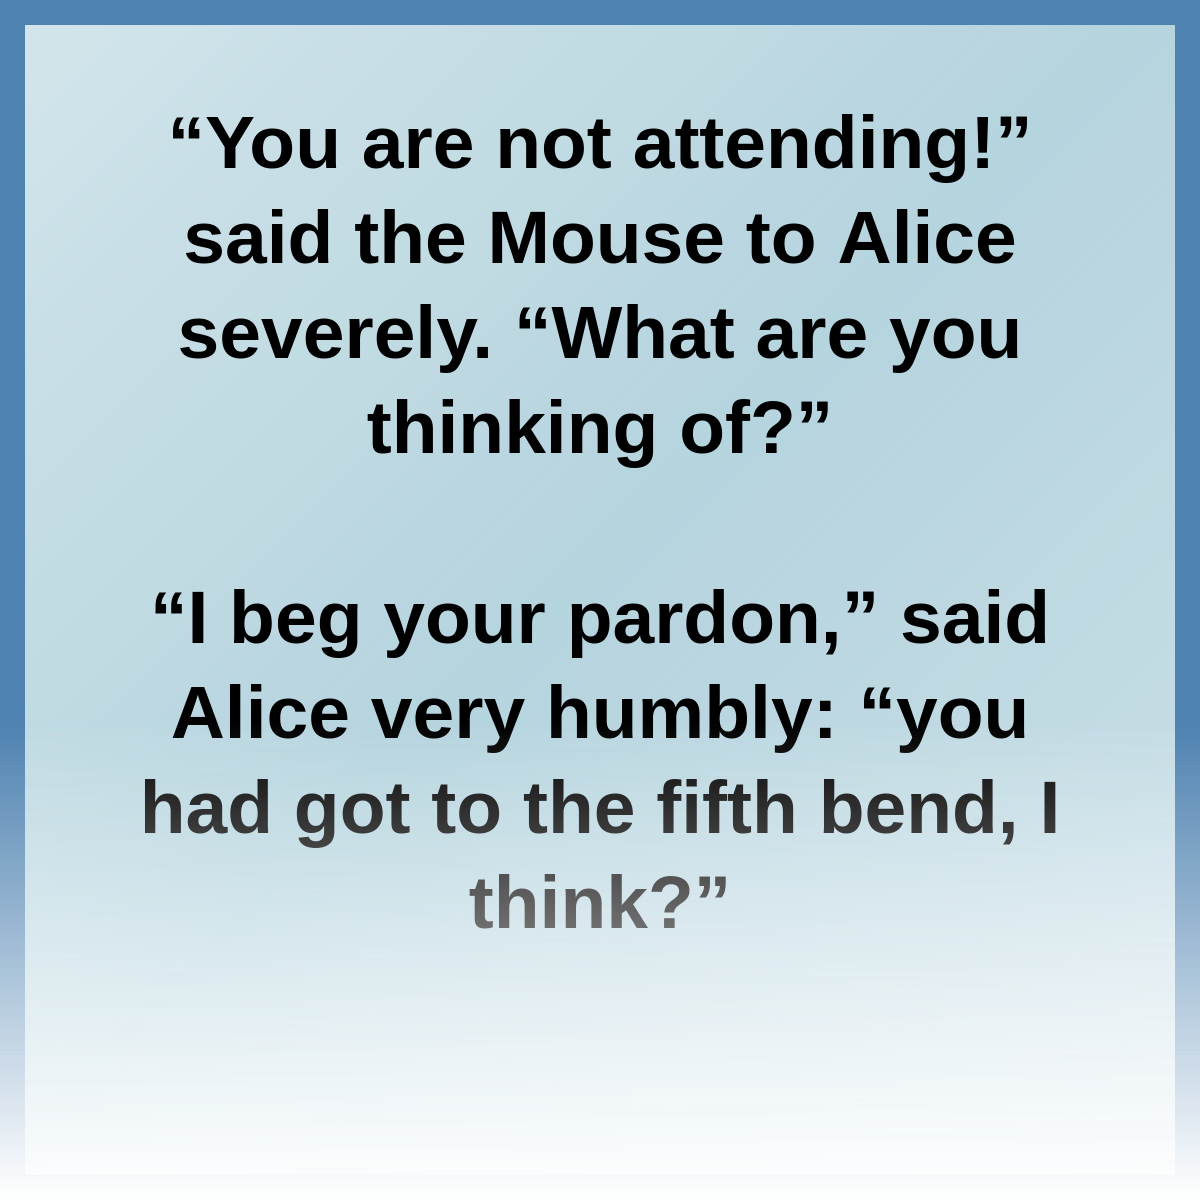 “You are not attending!”
said the Mouse to Alice
severely. “What are you
thinking of?”
“I beg your pardon,” said
Alice very humbly: “you
had got to the fifth bend, I
think?”